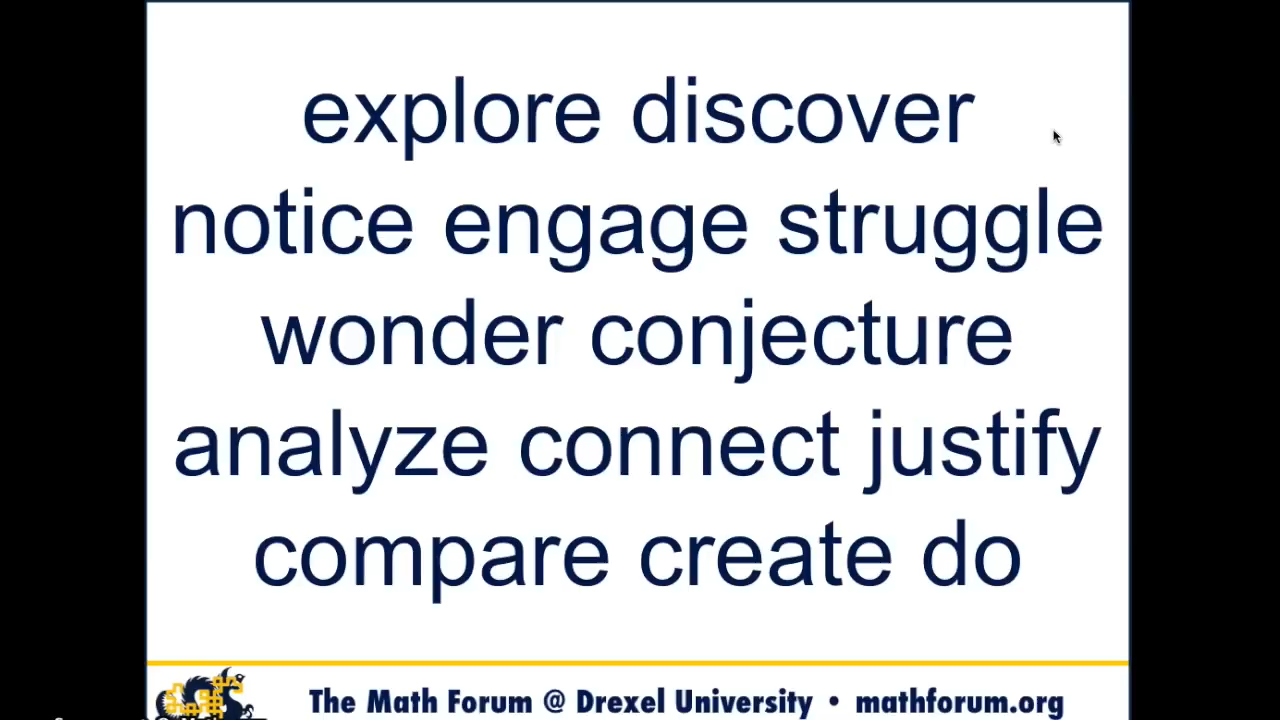 explore discover
notice engage struggle
wonder conjecture
analyze connect justify
compare create do
The Math Forum @ Drexel University • mathforum.org